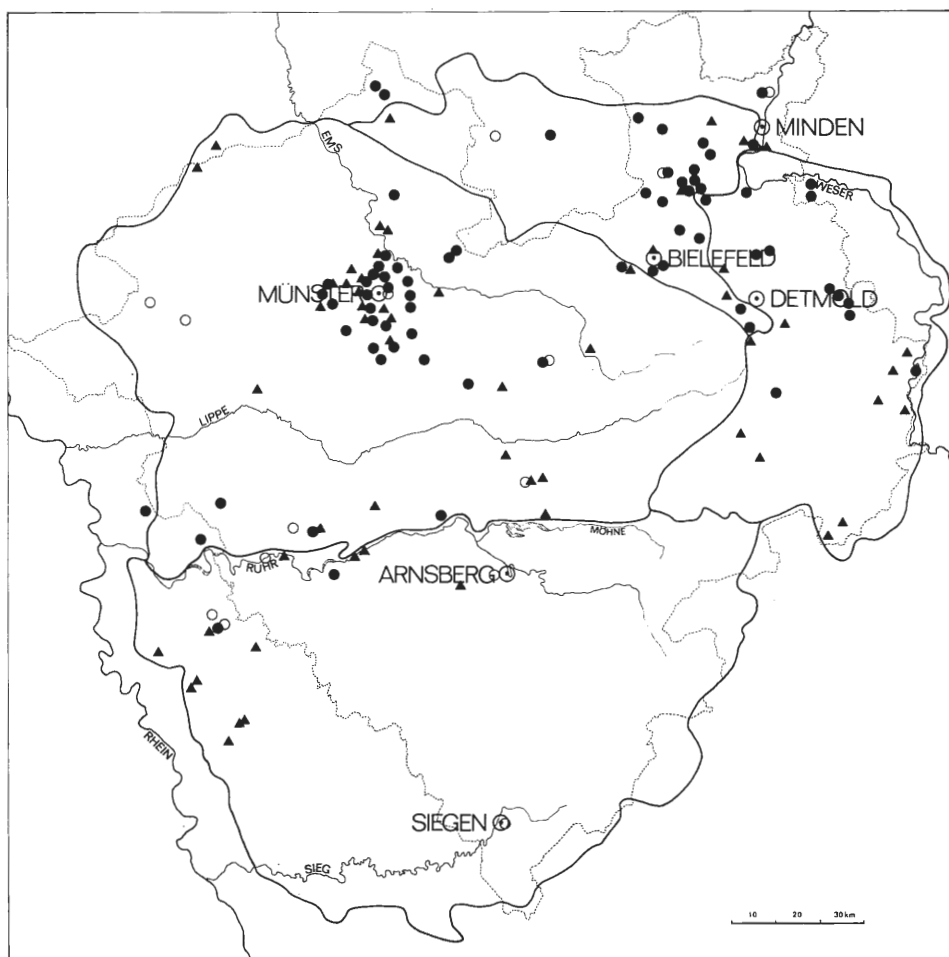 MINDEN
EMS
WESER
BIELEFELD
MÜNSTER
DETMOLD
LIPPE
MÖHNE
RUHR
ARNSBERG
RHEIN
SIEGEN
SIEG
10 20 30 km